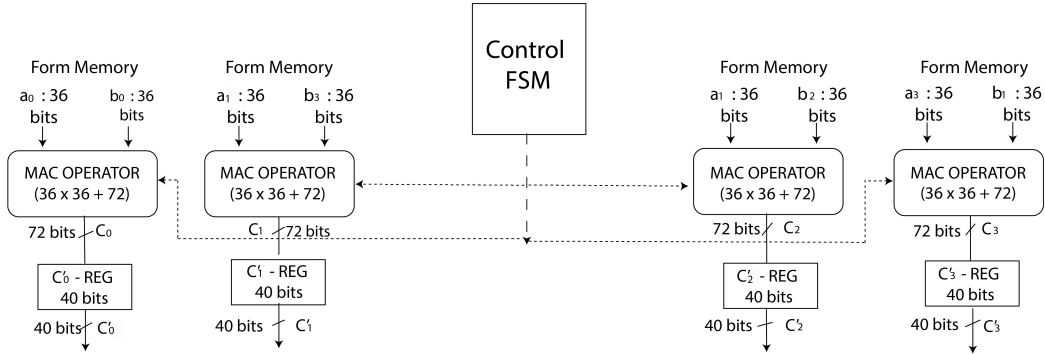 Control
FSM
Form Memory
a0 : 36
bits
b0 : 36
bits
MAC OPERATOR
(36 x 36 + 72)
72 bits
C0
C'0 - REG
40 bits
40 bits
C'0
Form Memory
a1 : 36
bits
b3 : 36
bits
MAC OPERATOR
(36 x 36 + 72)
C1
72 bits
C'1 - REG
40 bits
40 bits
C'1
Form Memory
a1 : 36
bits
b2 : 36
bits
MAC OPERATOR
(36 x 36 + 72)
72 bits
C2
C'2 - REG
40 bits
40 bits
C'2
Form Memory
a3 : 36
bits
b1 : 36
bits
MAC OPERATOR
(36 x 36 + 72)
72 bits
C3
C'3 - REG
40 bits
40 bits
C'3